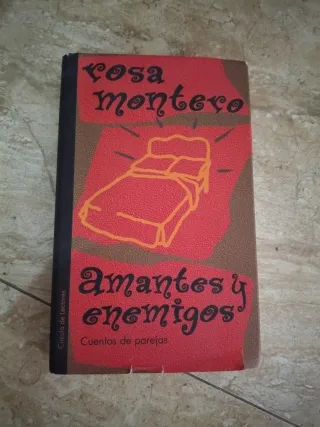 rosa
montero
amantes y
enemigos
Cuentos de parejas
Círculo de Lectores